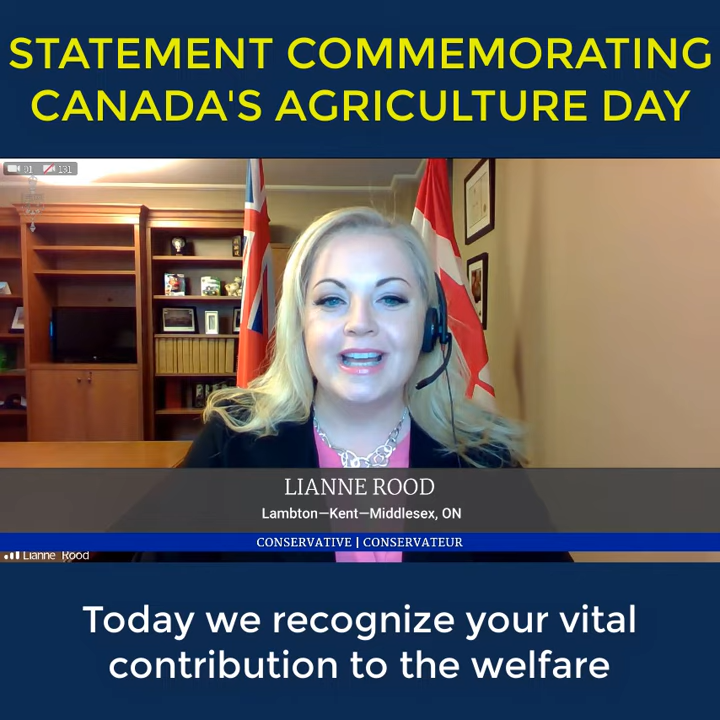 STATEMENT COMMEMORATING
CANADA'S AGRICULTURE DAY
131
LIANNE ROOD
Lambton—Kent—Middlesex, ON
CONSERVATIVE | CONSERVATEUR
Lianne Rood
Today we recognize your vital
contribution to the welfare